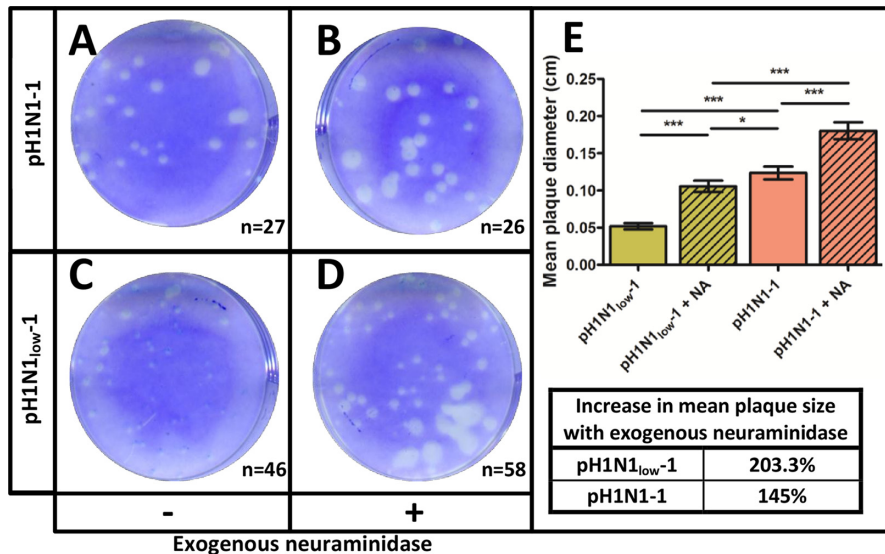 A
B
E
pH1N1-1
n=27
n=26
C
D
pH1N1low-1
n=46
n=58
-
+
Exogenous neuraminidase
Mean plaque diameter (cm)
0.25
0.20
0.15
0.10
0.05
0.00
***
***
***
***
*
pH1N1low-1
pH1N1low-1 + NA
pH1N1-1
pH1N1-1 + NA
Increase in mean plaque size
with exogenous neuraminidase
pH1N1low-1 203.3%
pH1N1-1 145%